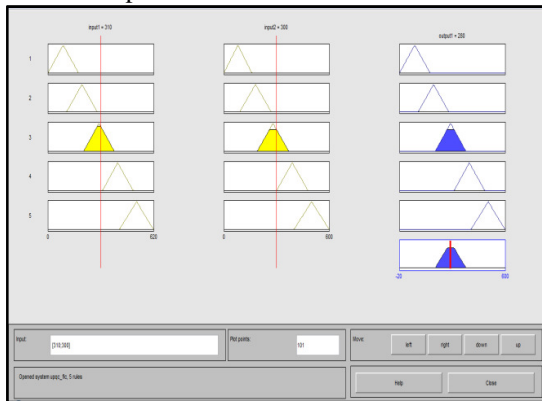 input1 = 310
input2 = 300
output1 = 280
1
2
3
4
5
0
620
0
600
-20
600
Input:
[310;300]
Plot points:
101
Move:
left
right
down
up
Opened system upqc_flc, 5 rules
Help
Close